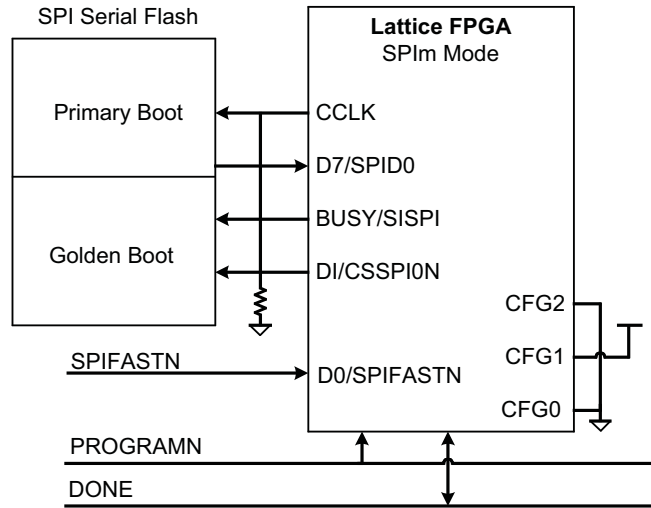 SPI Serial Flash
Lattice FPGA
SPIm Mode
Primary Boot
CCLK
D7/SPID0
Golden Boot
BUSY/SISPI
DI/CSSPI0N
CFG2
CFG1
CFG0
SPIFASTN
D0/SPIFASTN
PROGRAMN
DONE